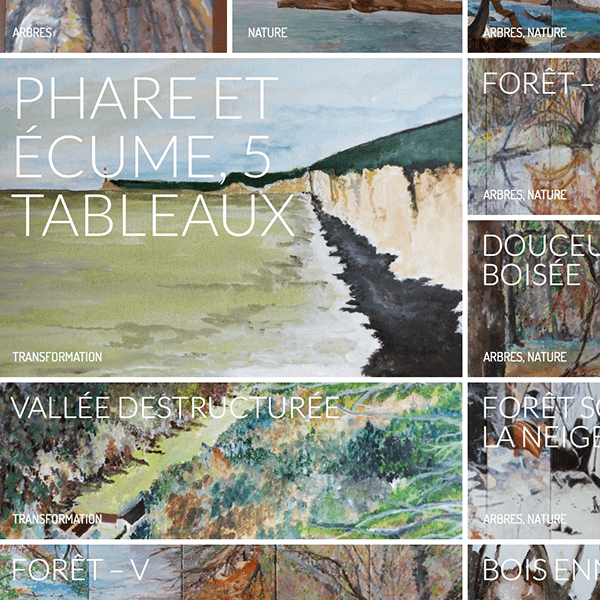 ARBRES
NATURE
ARBRES, NATURE
PHARE ET
ÉCUME, 5
TABLEAUX
TRANSFORMATION
FORÊT –
ARBRES, NATURE
DOUCEU
BOISÉE
ARBRES, NATURE
VALLÉE DESTRUCTURÉE
TRANSFORMATION
FORÊT SO
LA NEIGE
ARBRES, NATURE
FORÊT – V
BOIS ENN